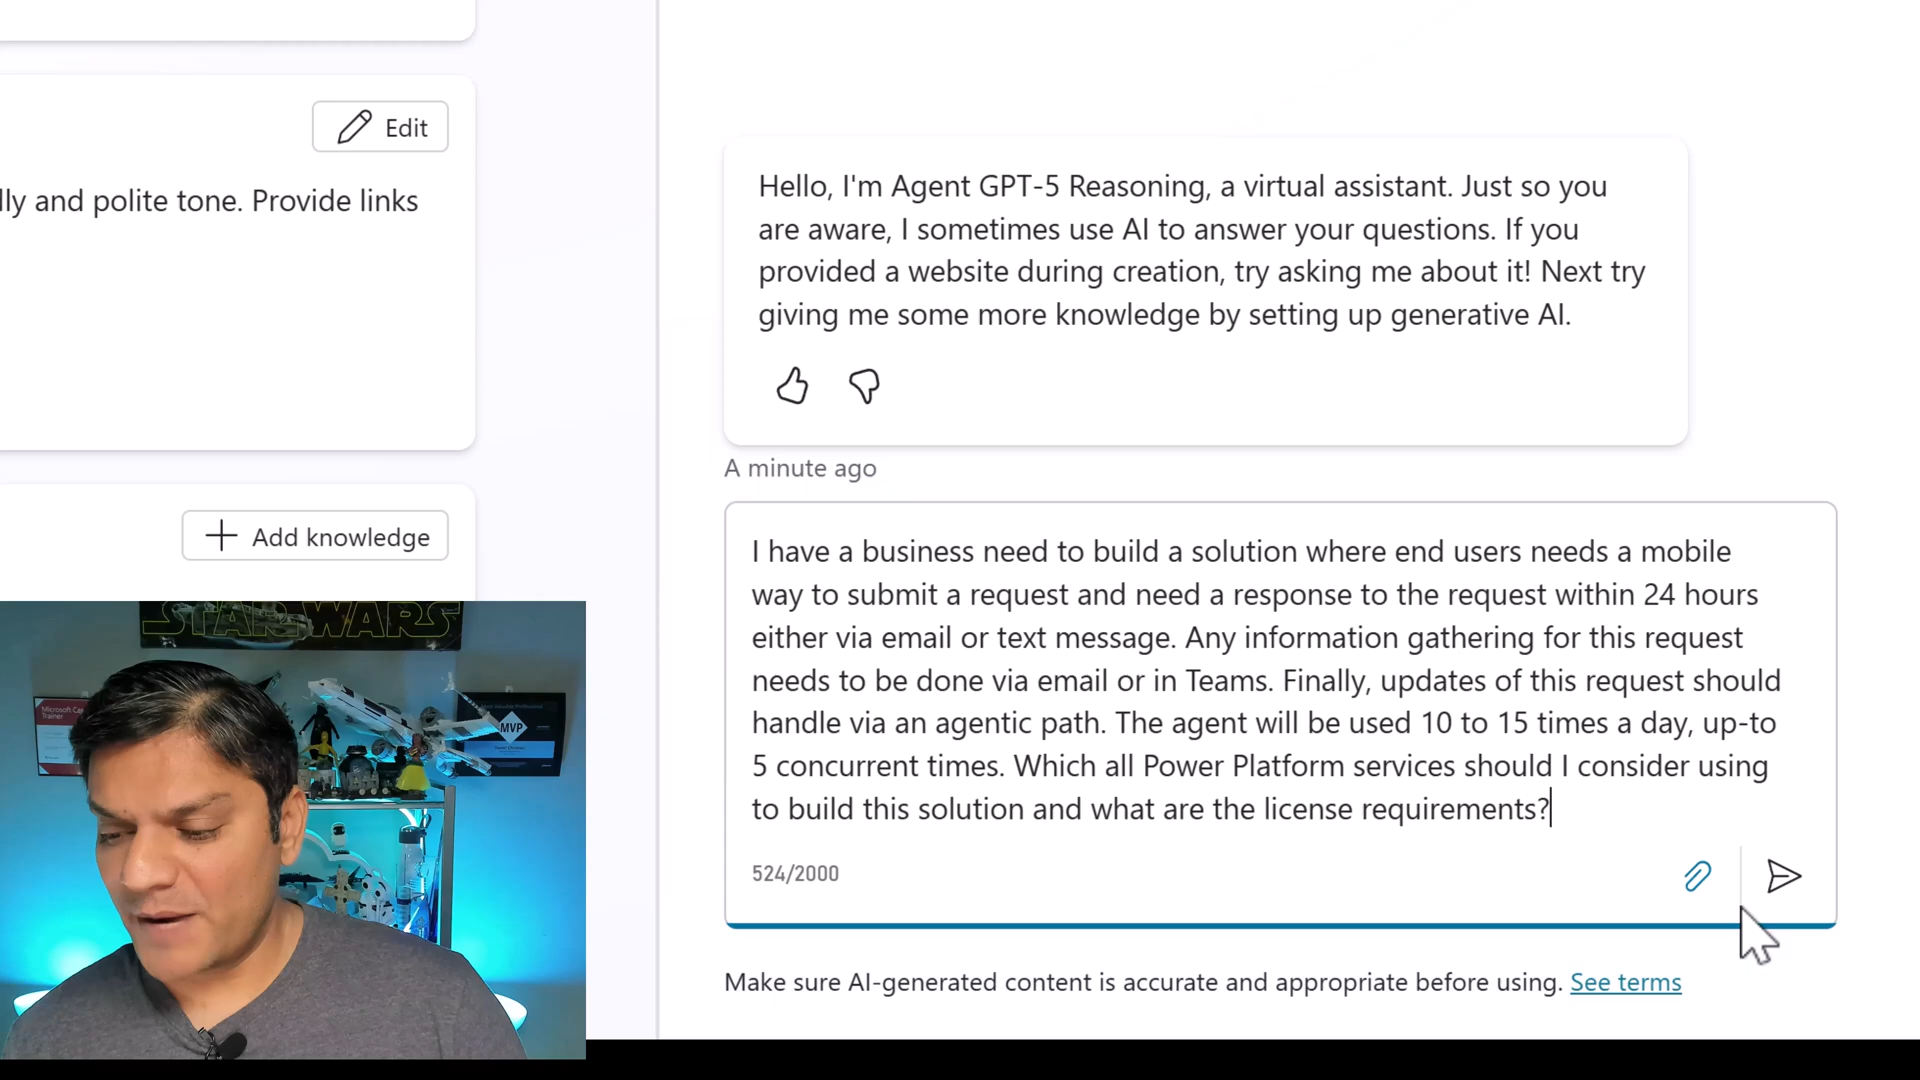 Edit
lly and polite tone. Provide links
Add knowledge
Hello, I'm Agent GPT-5 Reasoning, a virtual assistant. Just so you
are aware, I sometimes use AI to answer your questions. If you
provided a website during creation, try asking me about it! Next try
giving me some more knowledge by setting up generative AI.
A minute ago
I have a business need to build a solution where end users needs a mobile
way to submit a request and need a response to the request within 24 hours
either via email or text message. Any information gathering for this request
needs to be done via email or in Teams. Finally, updates of this request should
handle via an agentic path. The agent will be used 10 to 15 times a day, up-to
5 concurrent times. Which all Power Platform services should I consider using
to build this solution and what are the license requirements?
524/2000
Make sure AI-generated content is accurate and appropriate before using. See terms
STAR WARS
Trainer
MVP